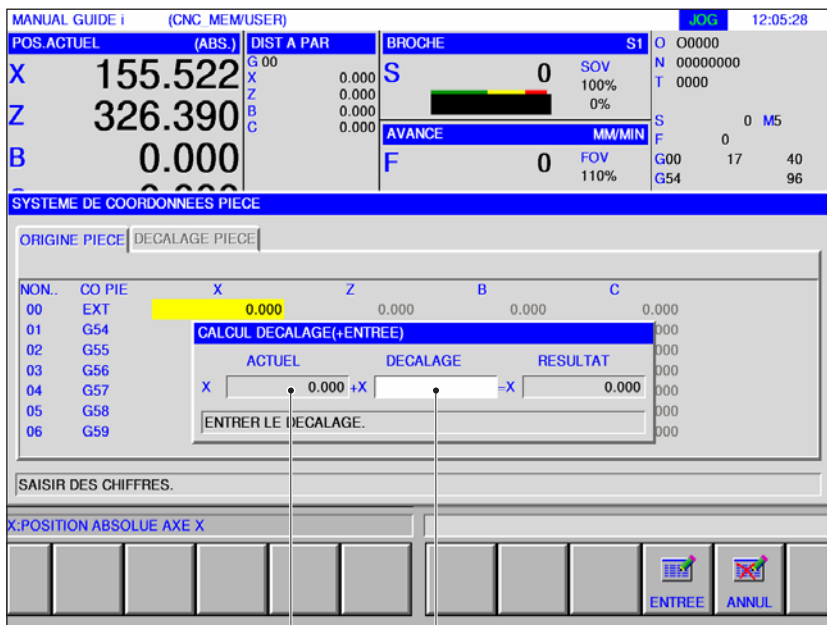 MANUAL GUIDE i (CNC_MEM/USER) JOG 12:05:28
POS.ACTUEL (ABS.)
X 155.522
Z 326.390
B 0.000
DIST A PAR
G 00
X 0.000
Z 0.000
B 0.000
C 0.000
BROCHE S1
S 0 SOV
100%
0%
AVANCE MM/MIN
F 0 FOV
110%
O O0000
N 00000000
T 0000
S 0 M5
F 0
G00 17 40
G54 96
SYSTEME DE COORDONNEES PIECE
ORIGINE PIECE DECALAGE PIECE
NON.. CO PIE X Z B C
00 EXT 0.000 0.000 0.000 0.000
01 G54 000
02 G55 000
03 G56 000
04 G57 000
05 G58 000
06 G59 000
CALCUL DECALAGE(+ENTREE)
ACTUEL DECALAGE RESULTAT
X 0.000 +X =X 0.000
ENTRER LE DECALAGE.
SAISIR DES CHIFFRES.
X:POSITION ABSOLUE AXE X
ENTREE ANNUL